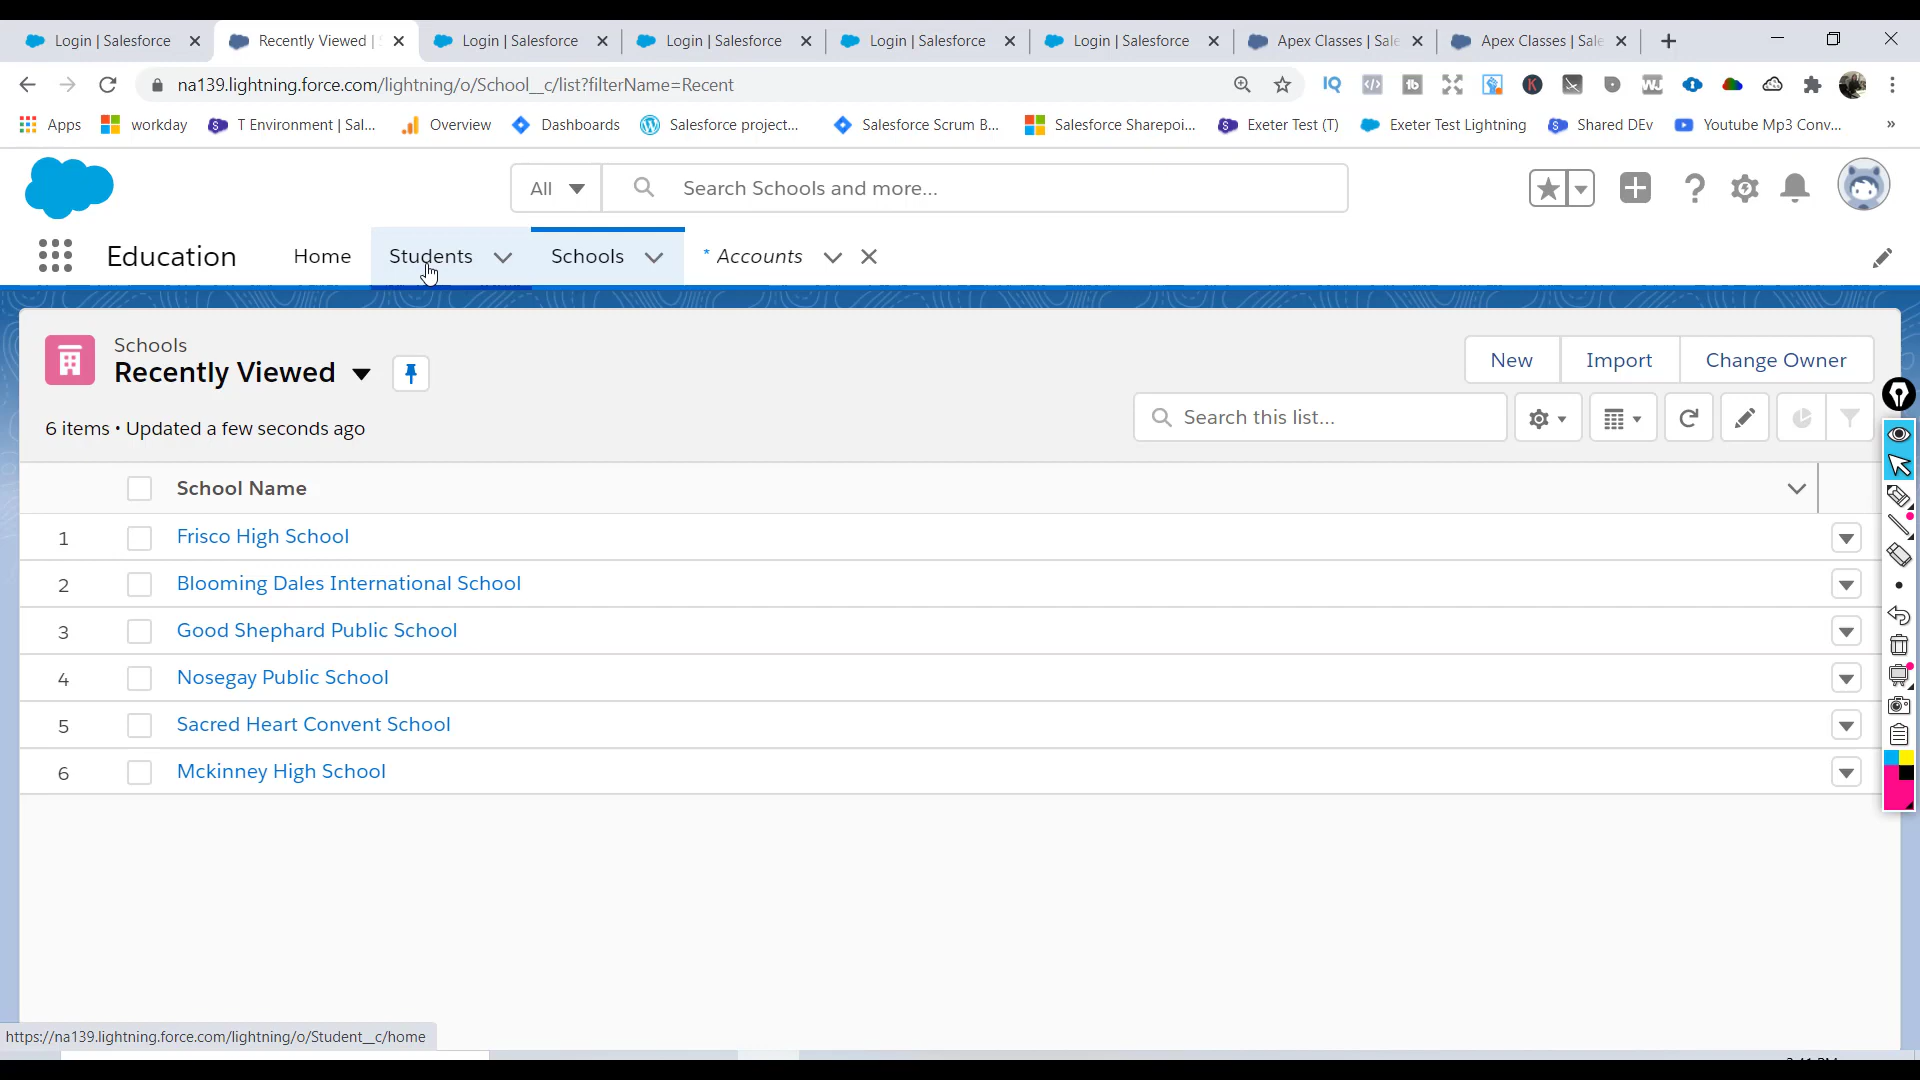 Login | Salesforce
Recently Viewed |
Login | Salesforce
Login | Salesforce
Login | Salesforce
Login | Salesforce
Apex Classes | Sale
Apex Classes | Sale
na139.lightning.force.com/lightning/o/School__c/list?filterName=Recent
Apps
workday
T Environment | Sal...
Overview
Dashboards
Salesforce project...
Salesforce Scrum B...
Salesforce Sharepoi...
Exeter Test (T)
Exeter Test Lightning
Shared DEv
Youtube Mp3 Conv...
»
All
Search Schools and more...
Education
Home
Students
Schools
* Accounts
Schools
Recently Viewed
New
Import
Change Owner
6 items • Updated a few seconds ago
Search this list...
School Name
1 Frisco High School
2 Blooming Dales International School
3 Good Shephard Public School
4 Nosegay Public School
5 Sacred Heart Convent School
6 Mckinney High School
https://na139.lightning.force.com/lightning/o/Student__c/home